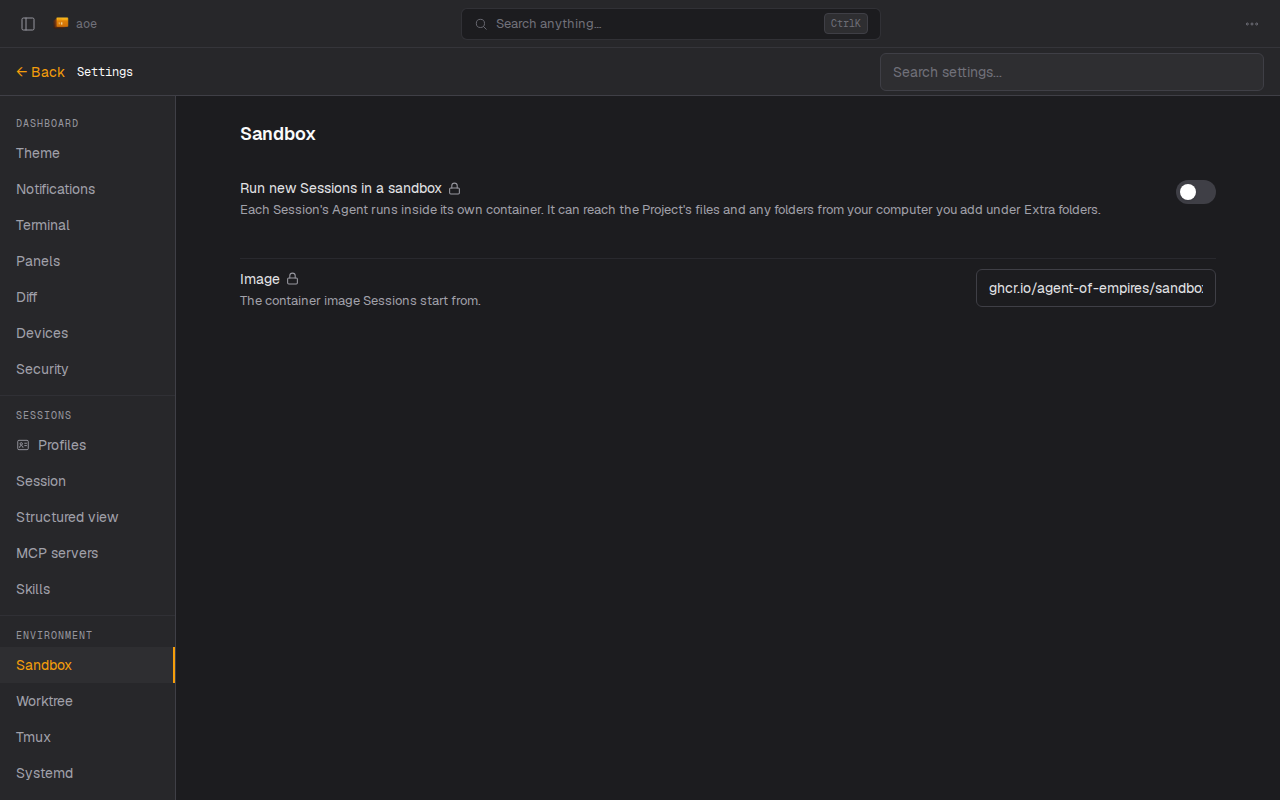 aoe
Search anything...
CtrlK
Back
Settings
Search settings...
DASHBOARD
Theme
Notifications
Terminal
Panels
Diff
Devices
Security
SESSIONS
Profiles
Session
Structured view
MCP servers
Skills
ENVIRONMENT
Sandbox
Worktree
Tmux
Systemd
Sandbox
Run new Sessions in a sandbox
Each Session's Agent runs inside its own container. It can reach the Project's files and any folders from your computer you add under Extra folders.
Image
The container image Sessions start from.
ghcr.io/agent-of-empires/sandbo